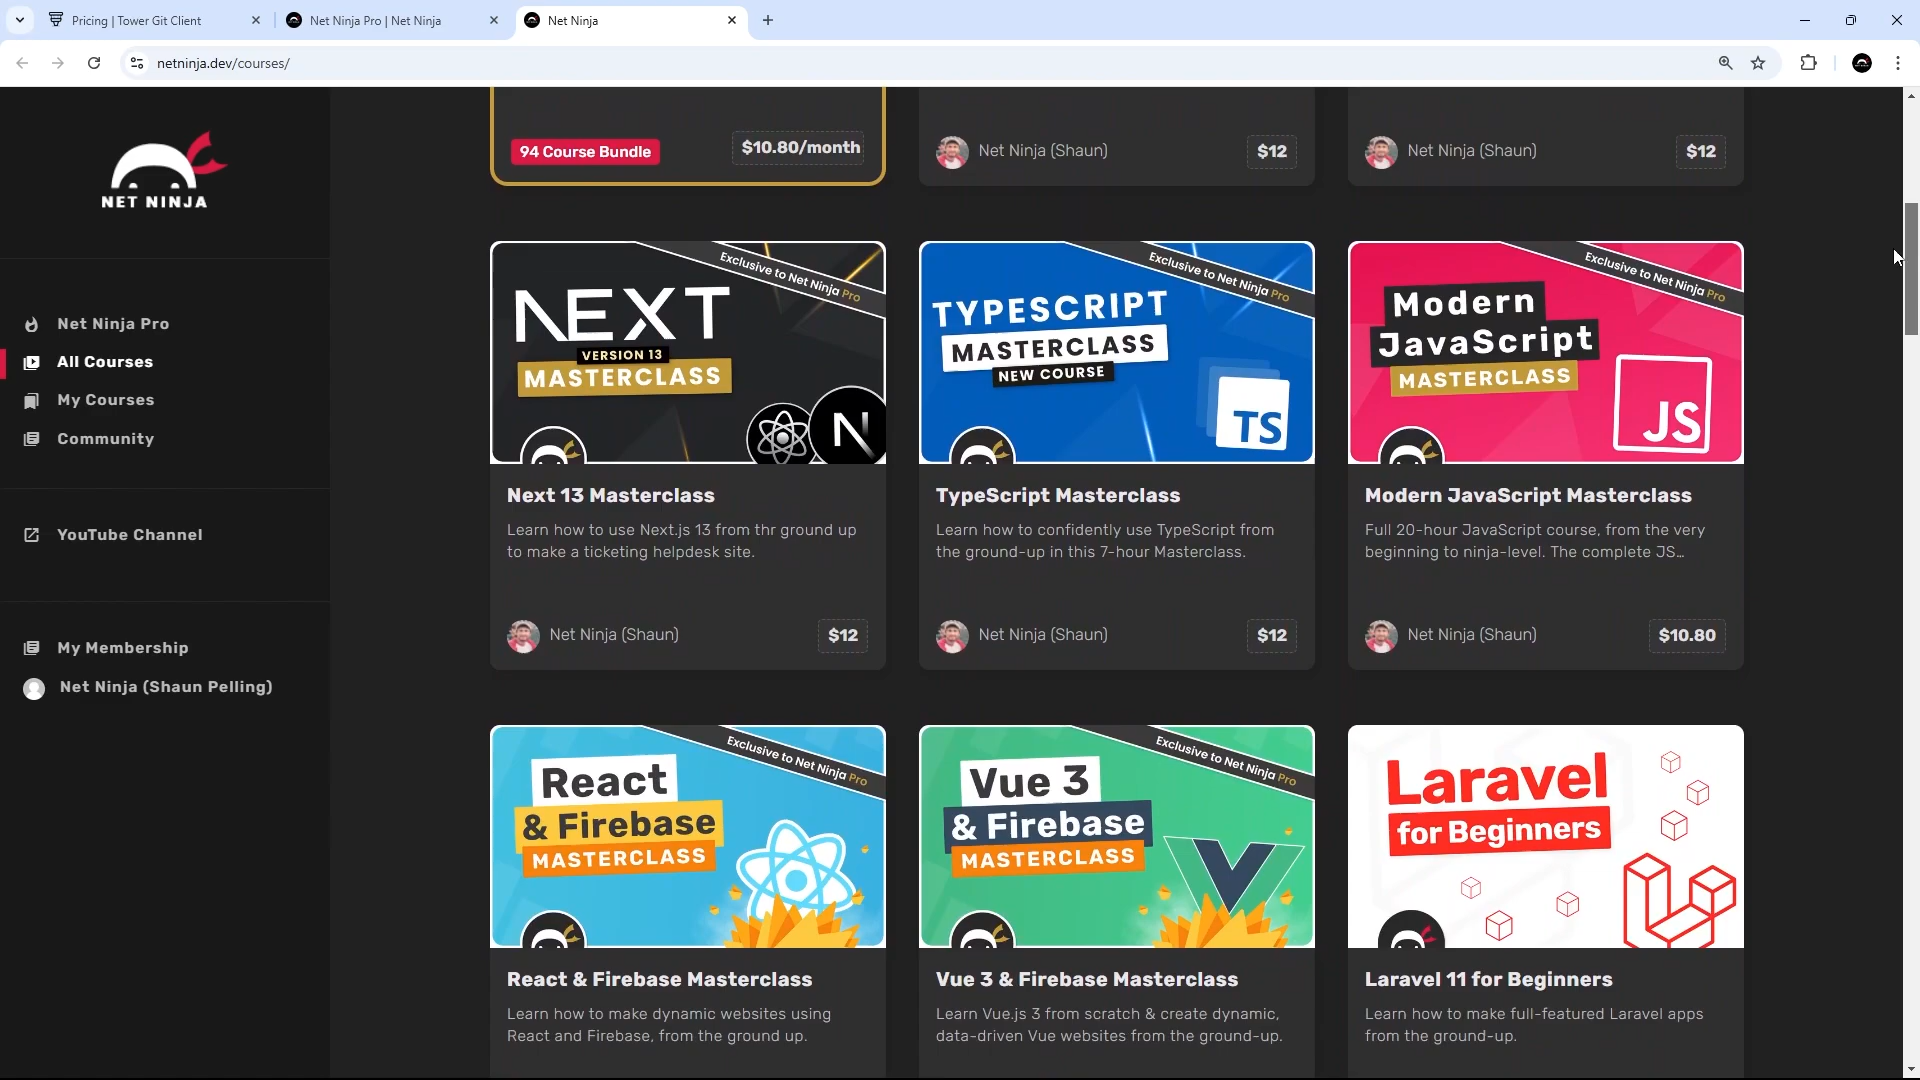 Pricing | Tower Git Client
Net Ninja Pro | Net Ninja
Net Ninja
netninja.dev/courses/
NET NINJA
Net Ninja Pro
All Courses
My Courses
Community
YouTube Channel
My Membership
Net Ninja (Shaun Pelling)
94 Course Bundle
$10.80/month
Net Ninja (Shaun)
$12
Net Ninja (Shaun)
$12
Exclusive to Net Ninja Pro
NEXT
VERSION 13
MASTERCLASS
N
Next 13 Masterclass
Learn how to use Next.js 13 from thr ground up
to make a ticketing helpdesk site.
Net Ninja (Shaun)
$12
Exclusive to Net Ninja Pro
TYPESCRIPT
MASTERCLASS
NEW COURSE
TS
TypeScript Masterclass
Learn how to confidently use TypeScript from
the ground-up in this 7-hour Masterclass.
Net Ninja (Shaun)
$12
Exclusive to Net Ninja Pro
Modern
JavaScript
MASTERCLASS
JS
Modern JavaScript Masterclass
Full 20-hour JavaScript course, from the very
beginning to ninja-level. The complete JS...
Net Ninja (Shaun)
$10.80
Exclusive to Net Ninja Pro
React
& Firebase
MASTERCLASS
React & Firebase Masterclass
Learn how to make dynamic websites using
React and Firebase, from the ground up.
Exclusive to Net Ninja Pro
Vue 3
& Firebase
MASTERCLASS
Vue 3 & Firebase Masterclass
Learn Vue.js 3 from scratch & create dynamic,
data-driven Vue websites from the ground-up.
Laravel
for Beginners
Laravel 11 for Beginners
Learn how to make full-featured Laravel apps
from the ground-up.